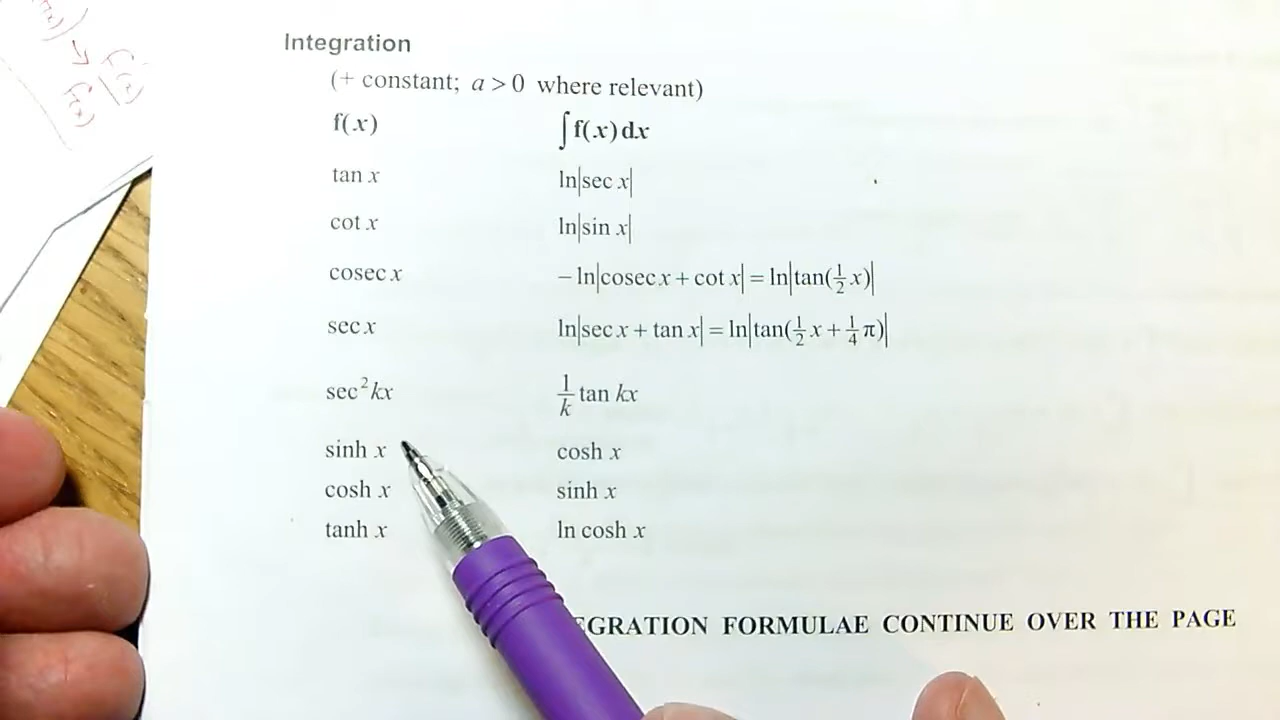 Integration
(+ constant; a > 0 where relevant)
f(x) ∫f(x) dx
tan x ln|sec x|
cot x ln|sin x|
cosec x −ln|cosec x + cot x| = ln|tan(½x)|
sec x ln|sec x + tan x| = ln|tan(½x + ¼π)|
sec²kx 1/k tan kx
sinh x cosh x
cosh x sinh x
tanh x ln cosh x
EGRATION FORMULAE CONTINUE OVER THE PAGE